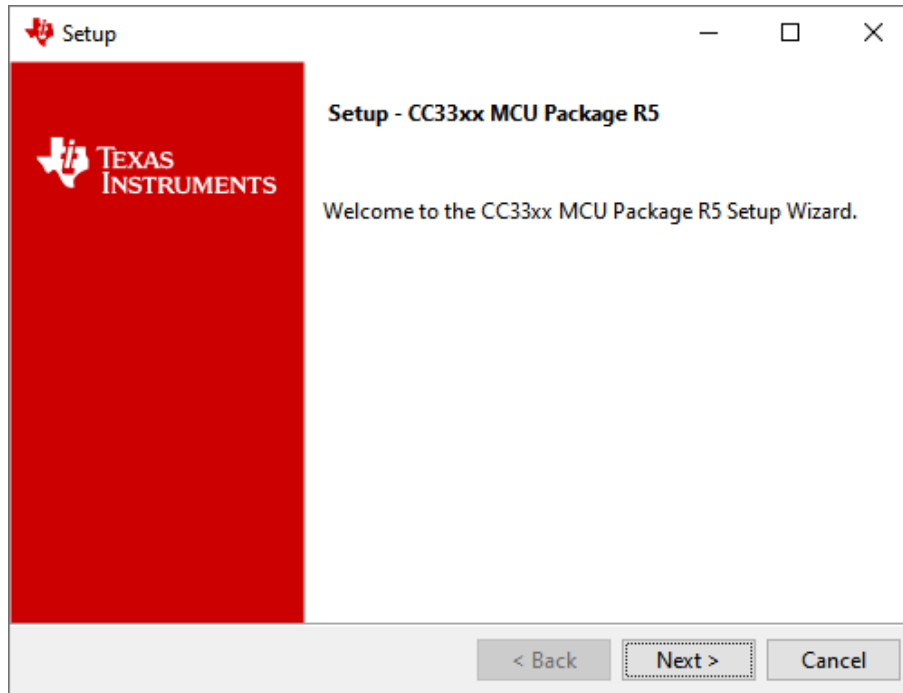 Setup
Setup - CC33xx MCU Package R5
TEXAS
INSTRUMENTS
Welcome to the CC33xx MCU Package R5 Setup Wizard.
< Back
Next >
Cancel